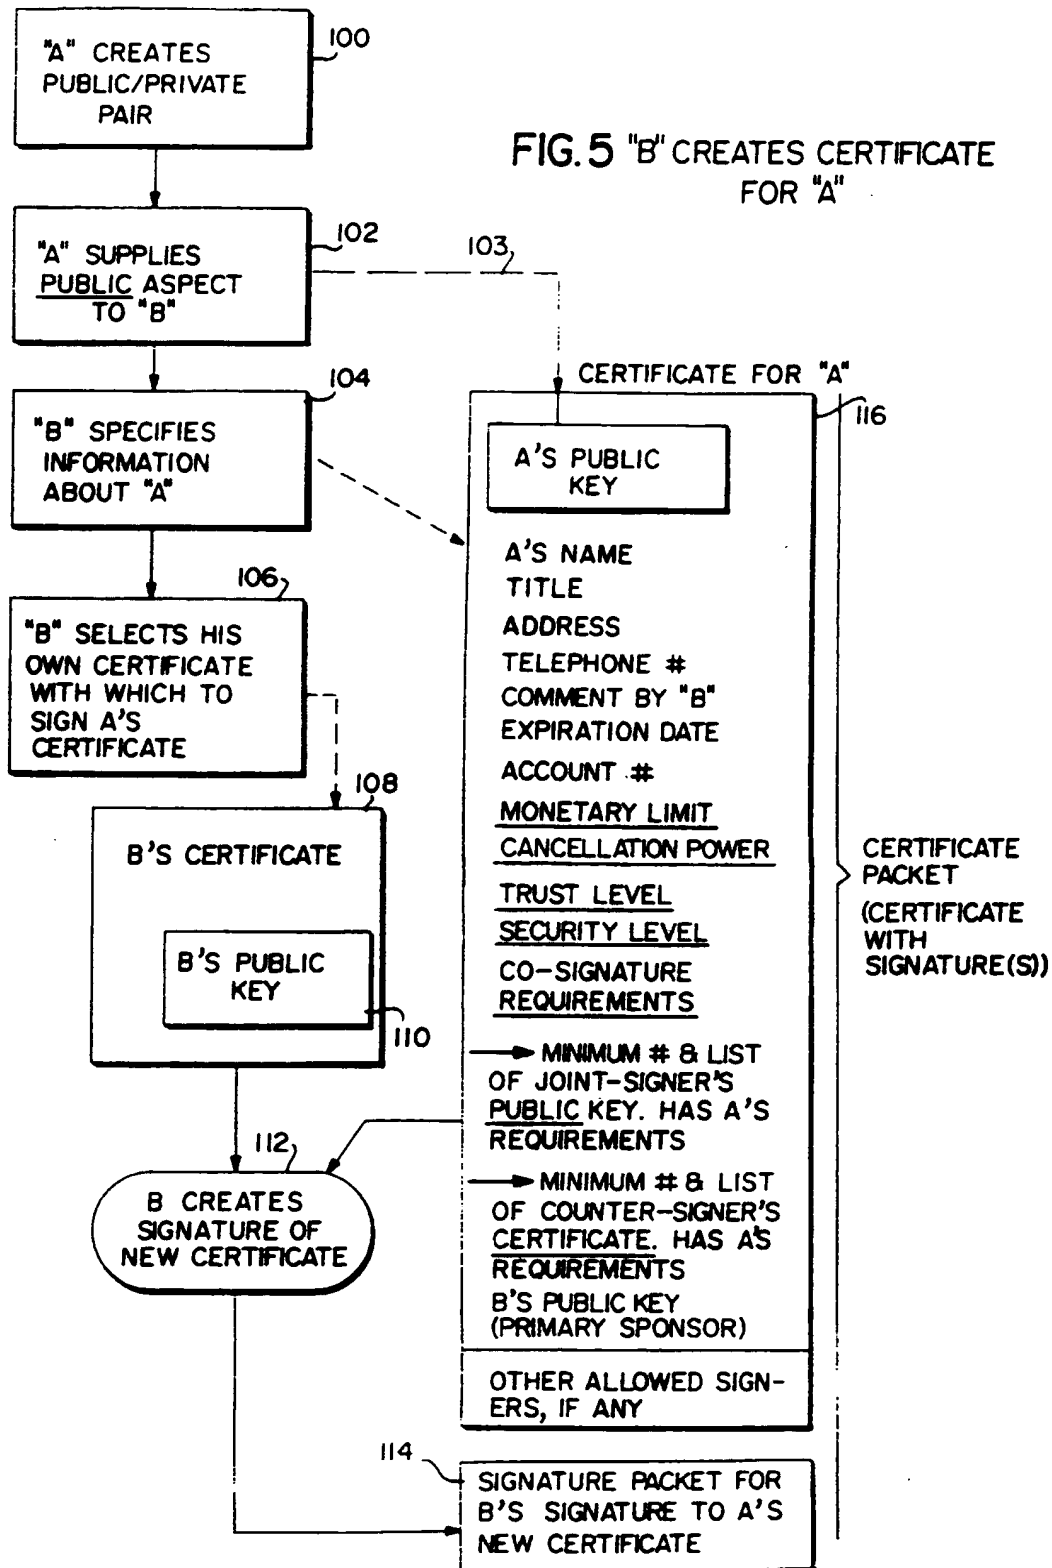 "A" CREATES
PUBLIC/PRIVATE
PAIR
100
FIG. 5 "B" CREATES CERTIFICATE
FOR "A"
"A" SUPPLIES
PUBLIC ASPECT
TO "B"
102
103
"B" SPECIFIES
INFORMATION
ABOUT "A"
104
"B" SELECTS HIS
OWN CERTIFICATE
WITH WHICH TO
SIGN A'S
CERTIFICATE
106
B'S CERTIFICATE
108
B'S PUBLIC
KEY
110
B CREATES
SIGNATURE OF
NEW CERTIFICATE
112
CERTIFICATE FOR "A"
116
A'S PUBLIC
KEY
A'S NAME
TITLE
ADDRESS
TELEPHONE #
COMMENT BY "B"
EXPIRATION DATE
ACCOUNT #
MONETARY LIMIT
CANCELLATION POWER
TRUST LEVEL
SECURITY LEVEL
CO-SIGNATURE
REQUIREMENTS
MINIMUM # & LIST
OF JOINT-SIGNER'S
PUBLIC KEY. HAS A'S
REQUIREMENTS
MINIMUM # & LIST
OF COUNTER-SIGNER'S
CERTIFICATE. HAS A'S
REQUIREMENTS
B'S PUBLIC KEY
(PRIMARY SPONSOR)
OTHER ALLOWED SIGN-
ERS, IF ANY
114
SIGNATURE PACKET FOR
B'S SIGNATURE TO A'S
NEW CERTIFICATE
CERTIFICATE
PACKET
(CERTIFICATE
WITH
SIGNATURE(S))